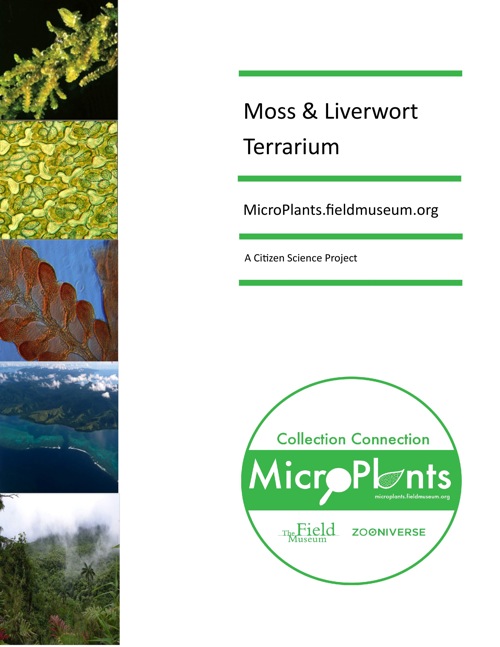 Moss & Liverwort
Terrarium
MicroPlants.fieldmuseum.org
A Citizen Science Project
Collection Connection
MicroPlants
microplants.fieldmuseum.org
The Field
Museum
ZOONIVERSE